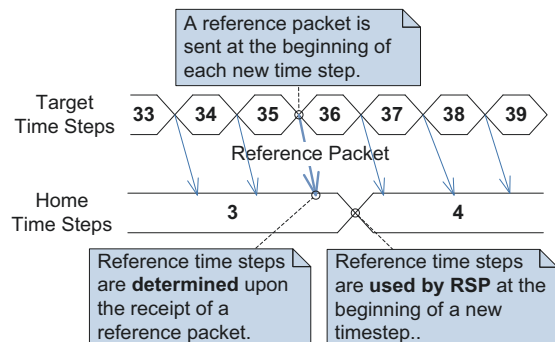 A reference packet is
sent at the beginning of
each new time step.
Target
Time Steps
33 34 35 36 37 38 39
Reference Packet
Home
Time Steps
3 4
Reference time steps
are determined upon
the receipt of a
reference packet.
Reference time steps
are used by RSP at the
beginning of a new
timestep..